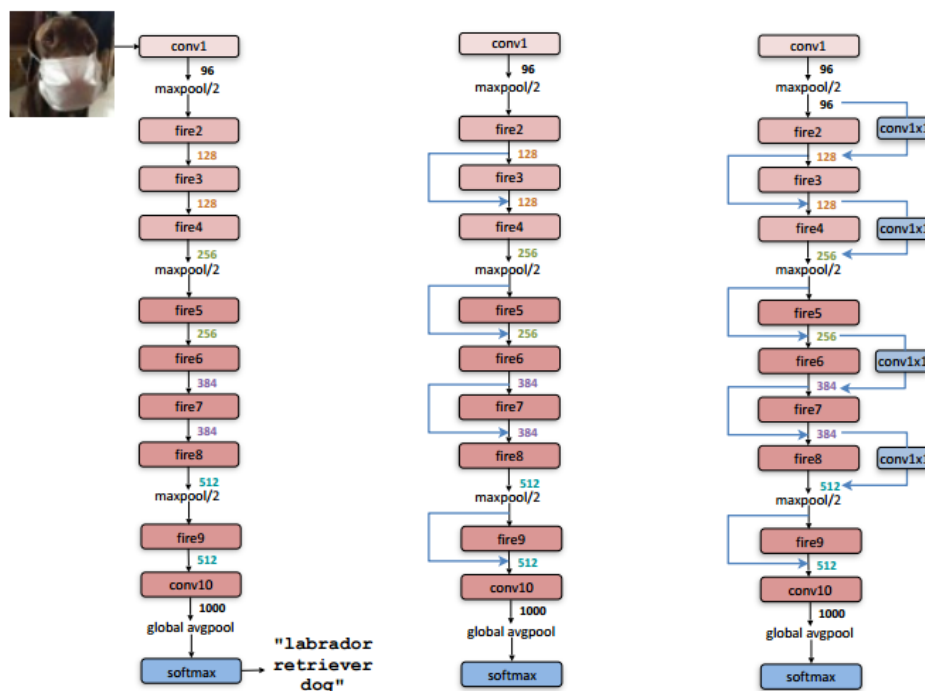 conv1
96
maxpool/2
fire2
128
fire3
128
fire4
256
maxpool/2
fire5
256
fire6
384
fire7
384
fire8
512
maxpool/2
fire9
512
conv10
1000
global avgpool
softmax
"labrador
retriever
dog"
conv1
96
maxpool/2
fire2
128
fire3
128
fire4
256
maxpool/2
fire5
256
fire6
384
fire7
384
fire8
512
maxpool/2
fire9
512
conv10
1000
global avgpool
softmax
conv1
96
maxpool/2
96
conv1x1
fire2
128
fire3
128
conv1x1
fire4
256
maxpool/2
fire5
256
conv1x1
fire6
384
fire7
384
conv1x1
fire8
512
maxpool/2
fire9
512
conv10
1000
global avgpool
softmax